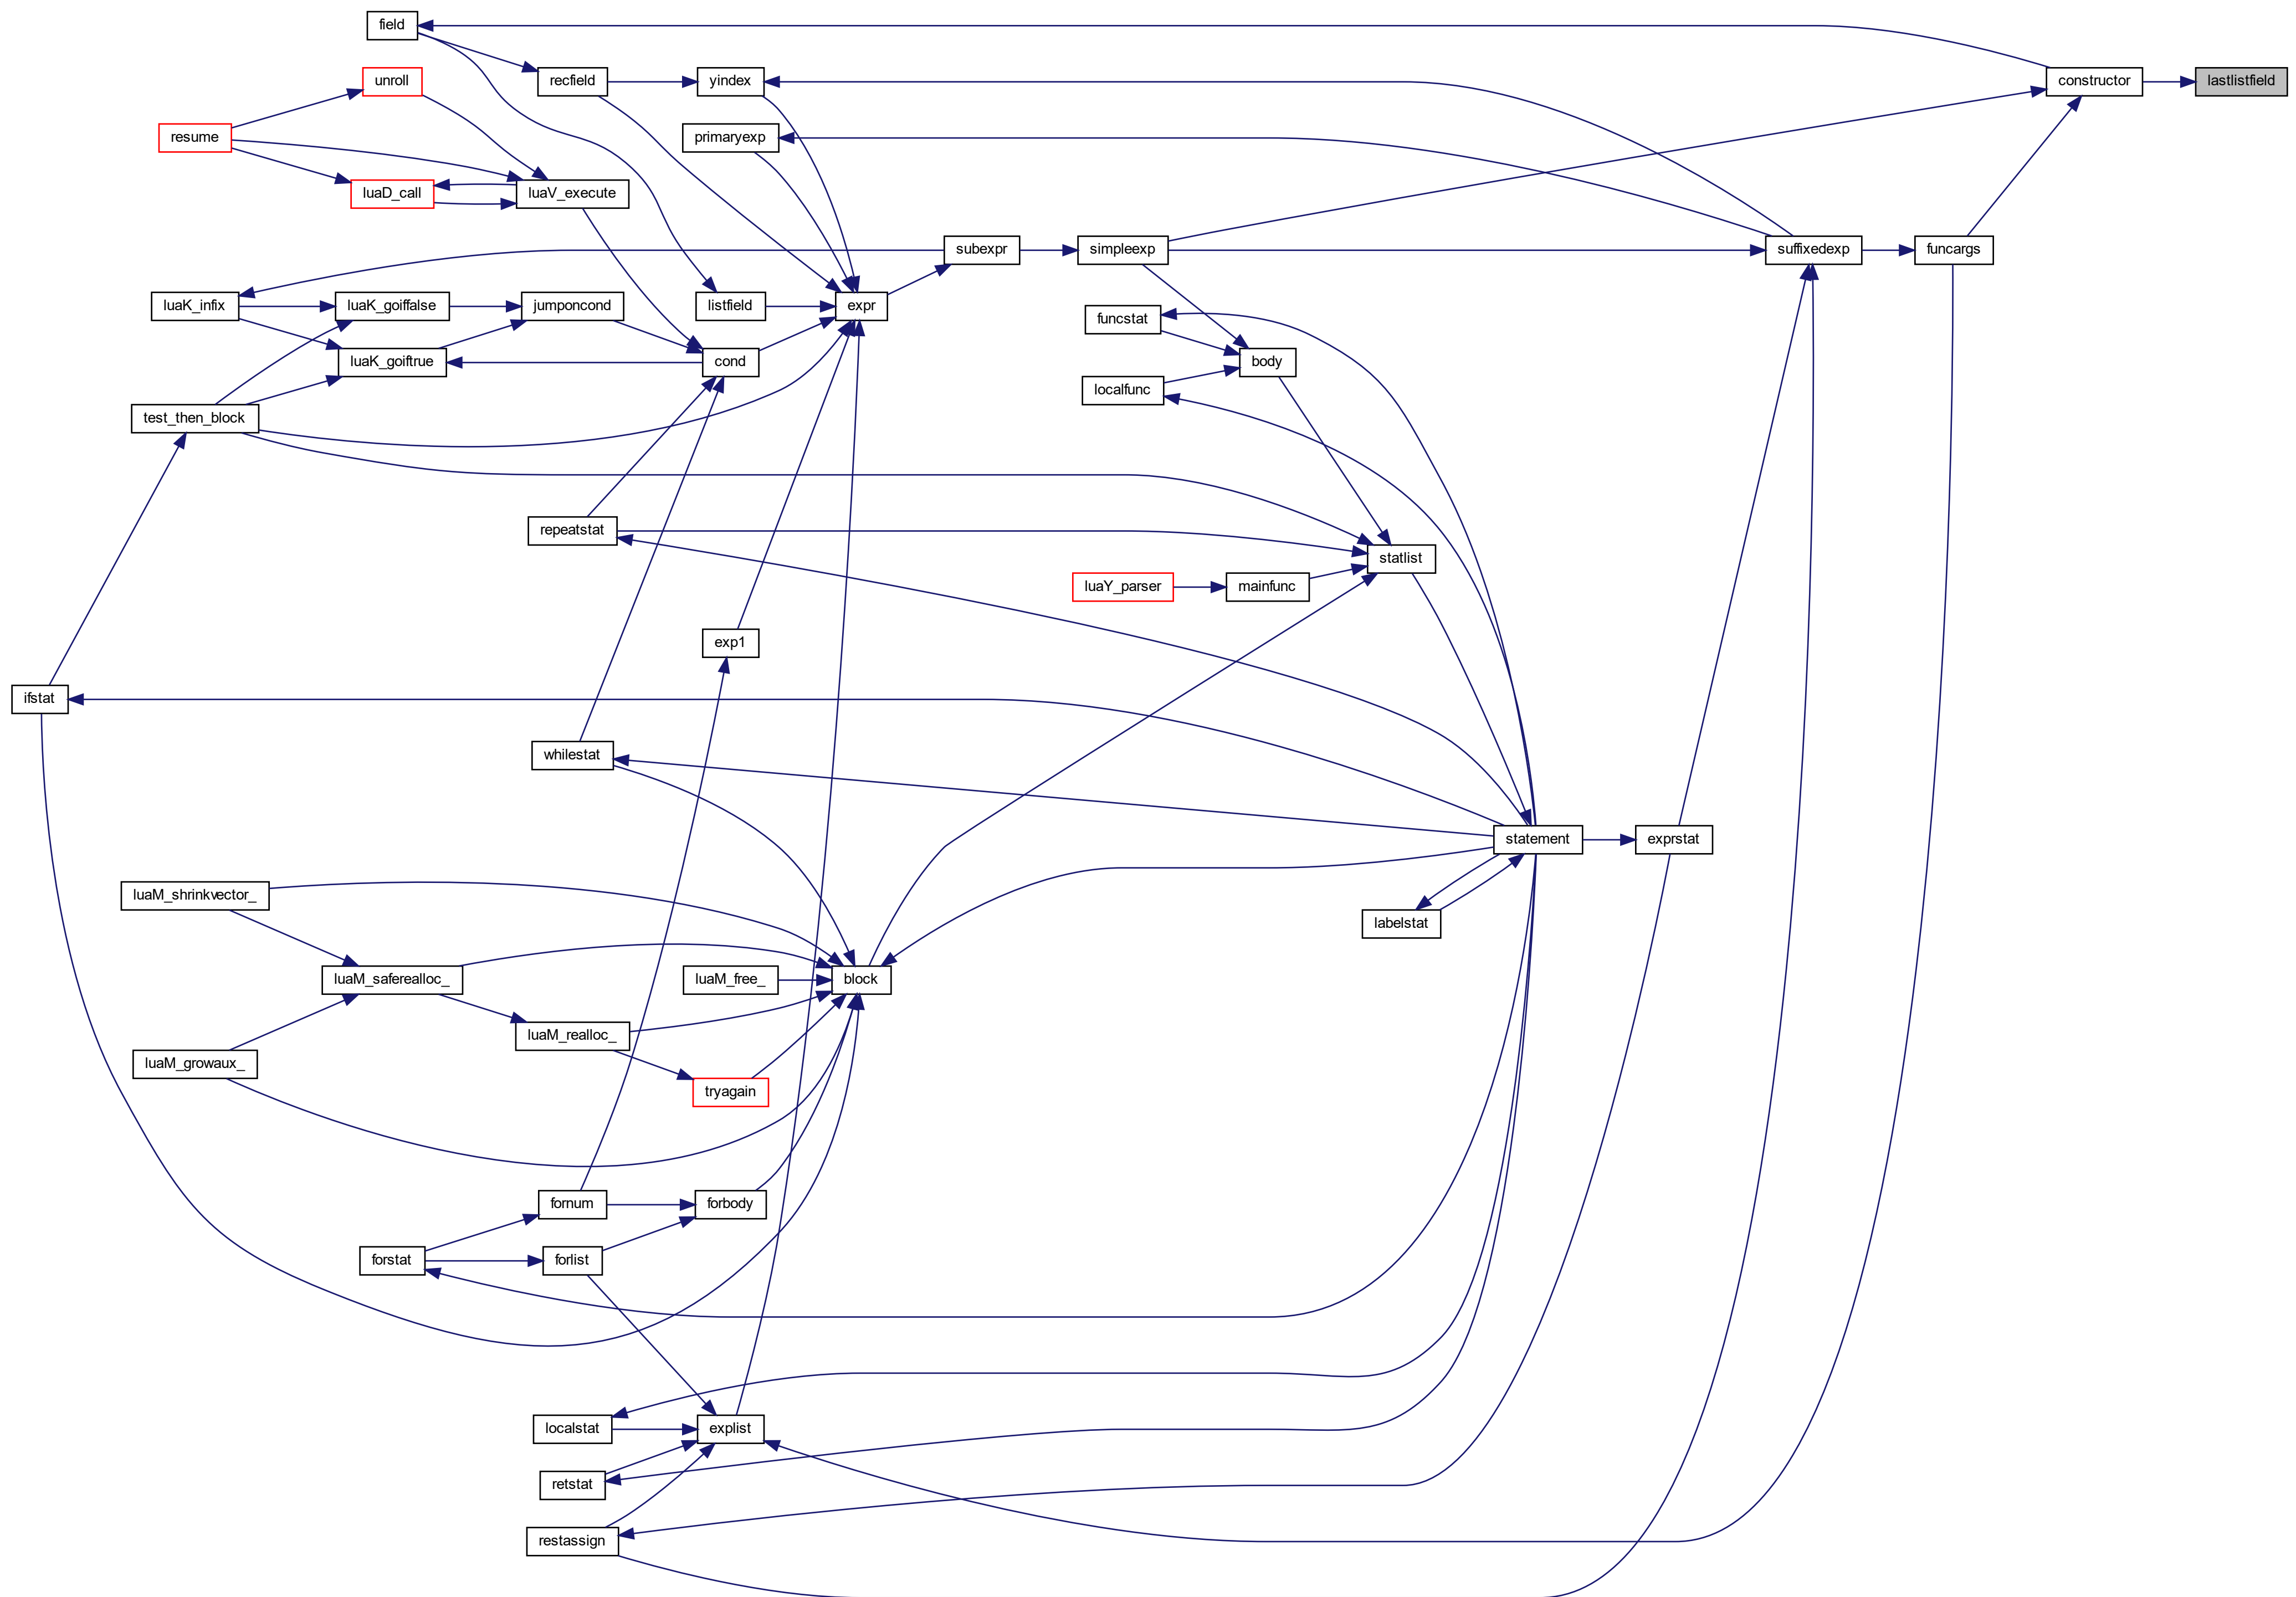 field
unroll
recfield
yindex
constructor
lastlistfield
resume
primaryexp
luaD_call
luaV_execute
subexpr
simpleexp
suffixedexp
funcargs
luaK_infix
luaK_goiffalse
jumponcond
listfield
expr
funcstat
luaK_goiftrue
cond
body
localfunc
test_then_block
repeatstat
statlist
luaY_parser
mainfunc
exp1
ifstat
whilestat
statement
exprstat
luaM_shrinkvector_
labelstat
luaM_saferealloc_
luaM_free_
block
luaM_realloc_
luaM_growaux_
tryagain
fornum
forbody
forstat
forlist
localstat
explist
retstat
restassign